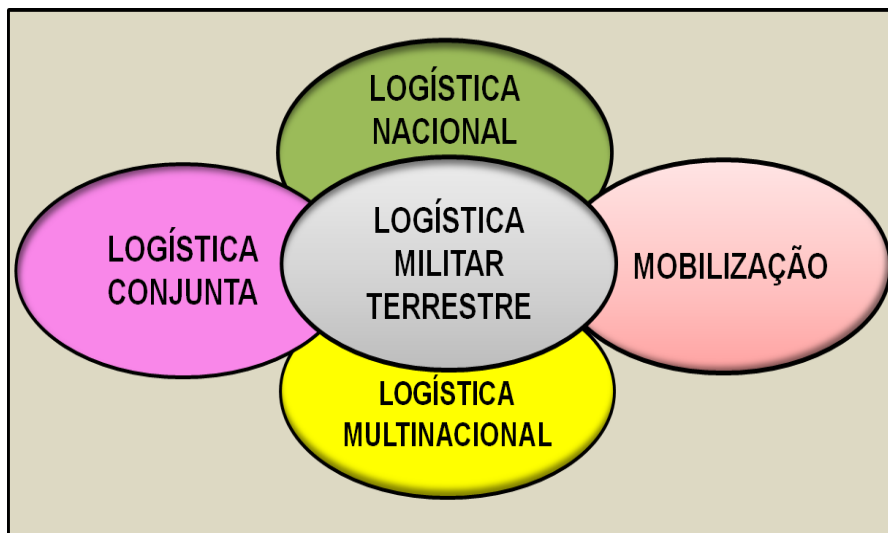 LOGÍSTICA
NACIONAL
LOGÍSTICA
CONJUNTA
LOGÍSTICA
MILITAR
TERRESTRE
MOBILIZAÇÃO
LOGÍSTICA
MULTINACIONAL